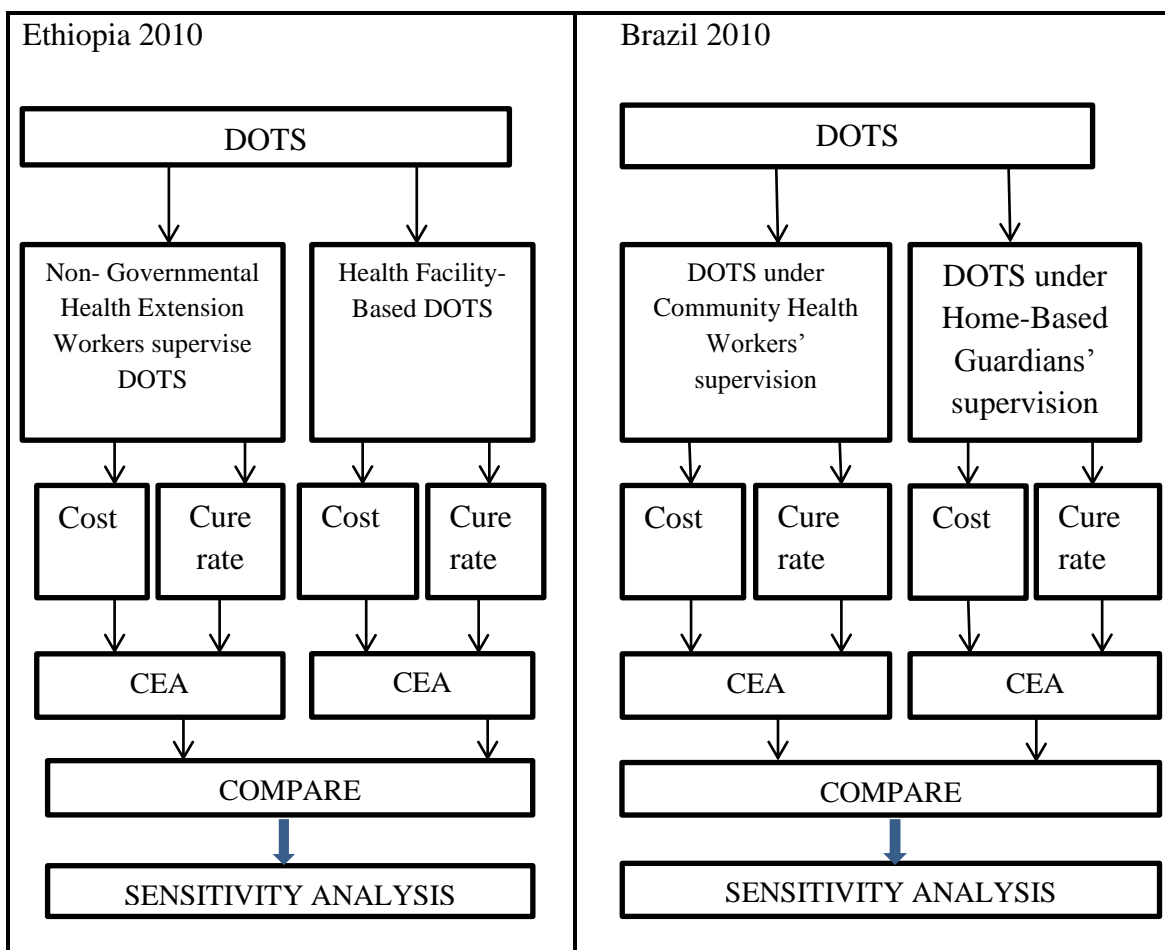 Ethiopia 2010
DOTS
Non- Governmental
Health Extension
Workers supervise
DOTS
Health Facility-
Based DOTS
Cost
Cure
rate
Cost
Cure
rate
CEA
CEA
COMPARE
SENSITIVITY ANALYSIS
Brazil 2010
DOTS
DOTS under
Community Health
Workers’
supervision
DOTS under
Home-Based
Guardians’
supervision
Cost
Cure
rate
Cost
Cure
rate
CEA
CEA
COMPARE
SENSITIVITY ANALYSIS